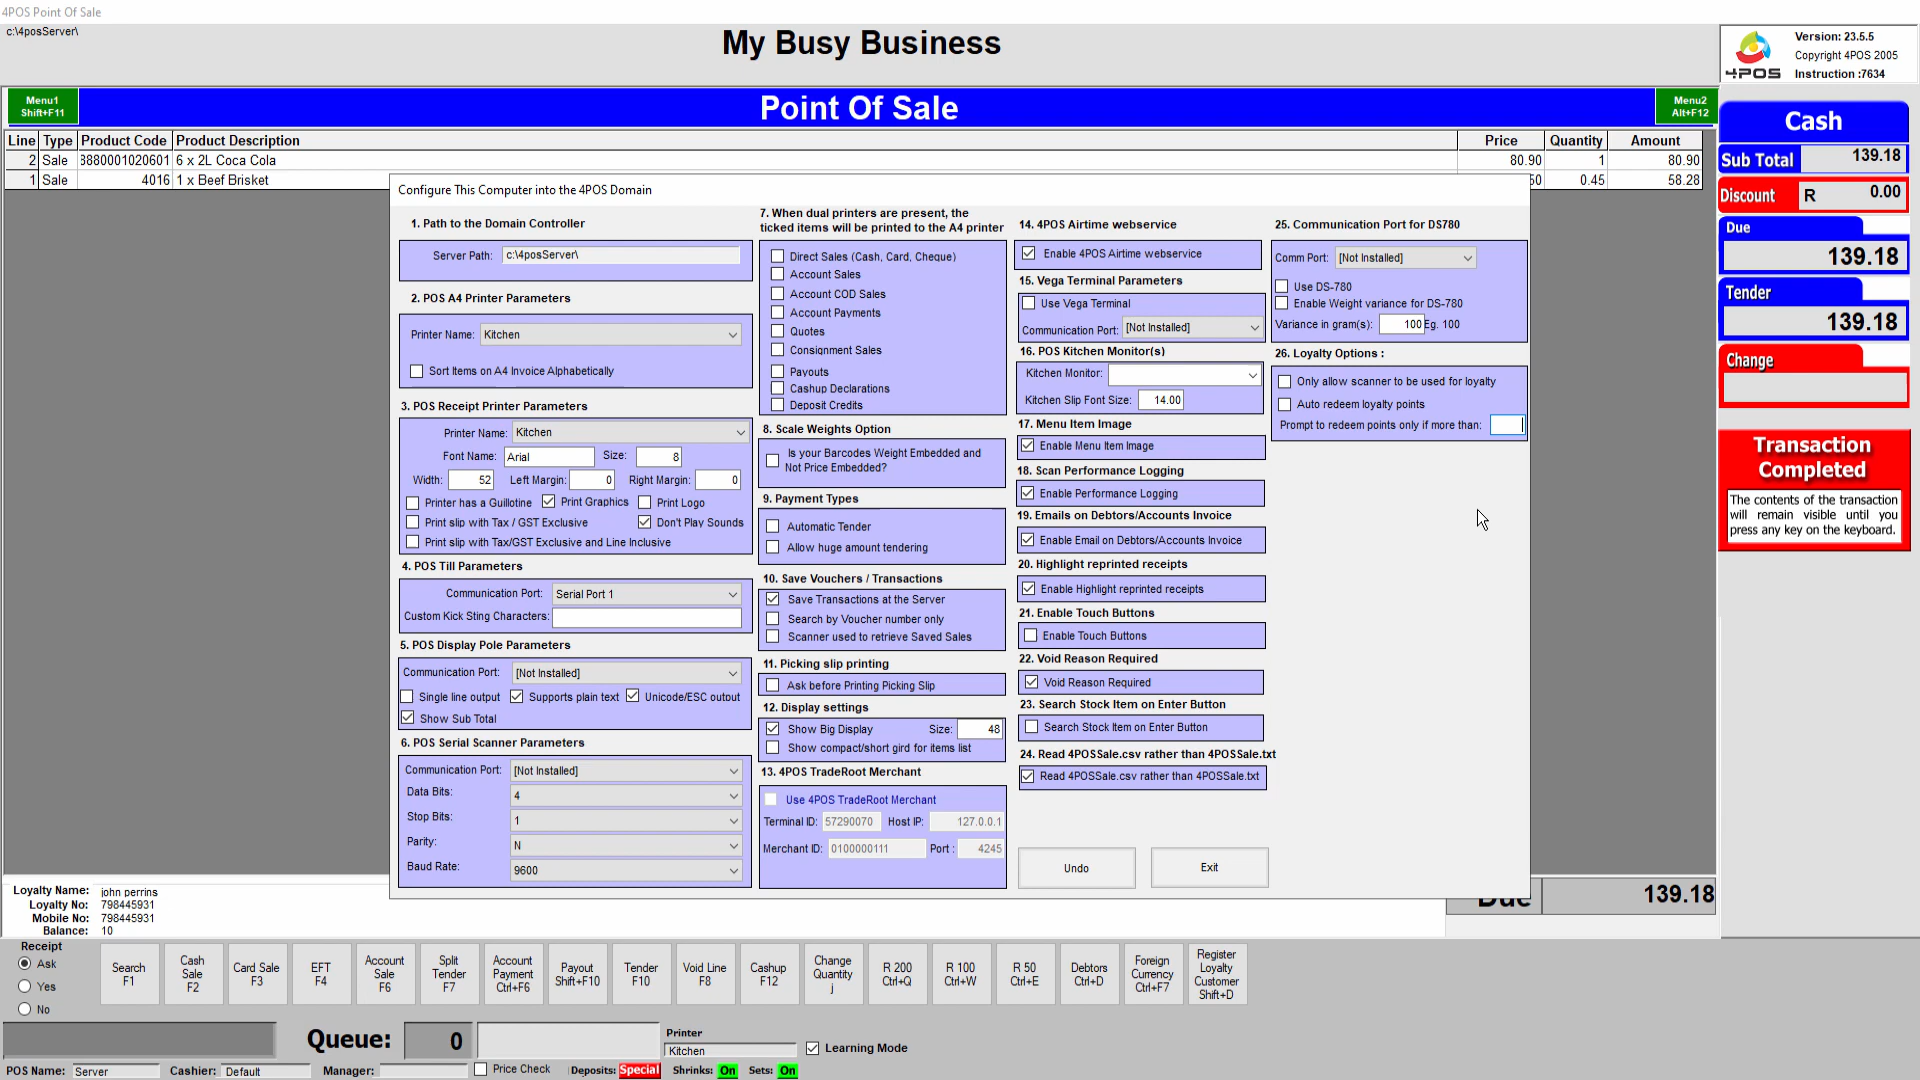 4POS Point Of Sale
c:\4posServer\
My Busy Business
4POS
Version: 23.5.5
Copyright 4POS 2005
Instruction :7634
Menu1
Shift+F11
Point Of Sale
Menu2
Alt+F12
Line Type Product Code Product Description Price Quantity Amount
2 Sale 8880001020601 6 x 2L Coca Cola 80.90 1 80.90
1 Sale 4016 1 x Beef Brisket 0.45 58.28
Cash
Sub Total 139.18
Discount R 0.00
Due
139.18
Tender
139.18
Change
Transaction
Completed
The contents of the transaction
will remain visible until you
press any key on the keyboard.
Configure This Computer into the 4POS Domain
1. Path to the Domain Controller
Server Path: c:\4posServer\
2. POS A4 Printer Parameters
Printer Name: Kitchen
Sort Items on A4 Invoice Alphabetically
3. POS Receipt Printer Parameters
Printer Name: Kitchen
Font Name: Arial Size: 8
Width: 52 Left Margin: 0 Right Margin: 0
Printer has a Guillotine Print Graphics Print Logo
Print slip with Tax / GST Exclusive Don't Play Sounds
Print slip with Tax/GST Exclusive and Line Inclusive
4. POS Till Parameters
Communication Port: Serial Port 1
Custom Kick Sting Characters:
5. POS Display Pole Parameters
Communication Port: [Not Installed]
Single line output Supports plain text Unicode/ESC output
Show Sub Total
6. POS Serial Scanner Parameters
Communication Port: [Not Installed]
Data Bits: 4
Stop Bits: 1
Parity: N
Baud Rate: 9600
7. When dual printers are present, the
ticked items will be printed to the A4 printer
Direct Sales (Cash, Card, Cheque)
Account Sales
Account COD Sales
Account Payments
Quotes
Consignment Sales
Payouts
Cashup Declarations
Deposit Credits
8. Scale Weights Option
Is your Barcodes Weight Embedded and
Not Price Embedded?
9. Payment Types
Automatic Tender
Allow huge amount tendering
10. Save Vouchers / Transactions
Save Transactions at the Server
Search by Voucher number only
Scanner used to retrieve Saved Sales
11. Picking slip printing
Ask before Printing Picking Slip
12. Display settings
Show Big Display Size: 48
Show compact/short gird for items list
13. 4POS TradeRoot Merchant
Use 4POS TradeRoot Merchant
Terminal ID: 57290070 Host IP: 127.0.0.1
Merchant ID: 0100000111 Port : 4245
14. 4POS Airtime webservice
Enable 4POS Airtime webservice
15. Vega Terminal Parameters
Use Vega Terminal
Communication Port: [Not Installed]
16. POS Kitchen Monitor(s)
Kitchen Monitor:
Kitchen Slip Font Size: 14.00
17. Menu Item Image
Enable Menu Item Image
18. Scan Performance Logging
Enable Performance Logging
19. Emails on Debtors/Accounts Invoice
Enable Email on Debtors/Accounts Invoice
20. Highlight reprinted receipts
Enable Highlight reprinted receipts
21. Enable Touch Buttons
Enable Touch Buttons
22. Void Reason Required
Void Reason Required
23. Search Stock Item on Enter Button
Search Stock Item on Enter Button
24. Read 4POSSale.csv rather than 4POSSale.txt
Read 4POSSale.csv rather than 4POSSale.txt
Undo Exit
25. Communication Port for DS780
Comm Port: [Not Installed]
Use DS-780
Enable Weight variance for DS-780
Variance in gram(s): 100 Eg. 100
26. Loyalty Options :
Only allow scanner to be used for loyalty
Auto redeem loyalty points
Prompt to redeem points only if more than:
Due 139.18
Loyalty Name: john perrins
Loyalty No: 798445931
Mobile No: 798445931
Balance: 10
Receipt
Ask
Yes
No
Search
F1
Cash
Sale
F2
Card Sale
F3
EFT
F4
Account
Sale
F6
Split
Tender
F7
Account
Payment
Ctrl+F6
Payout
Shift+F10
Tender
F10
Void Line
F8
Cashup
F12
Change
Quantity
j
R 200
Ctrl+Q
R 100
Ctrl+W
R 50
Ctrl+E
Debtors
Ctrl+D
Foreign
Currency
Ctrl+F7
Register
Loyalty
Customer
Shift+D
Queue: 0
Printer
Kitchen
Learning Mode
POS Name: Server Cashier: Default Manager: Price Check Deposits: Special Shrinks: On Sets: On